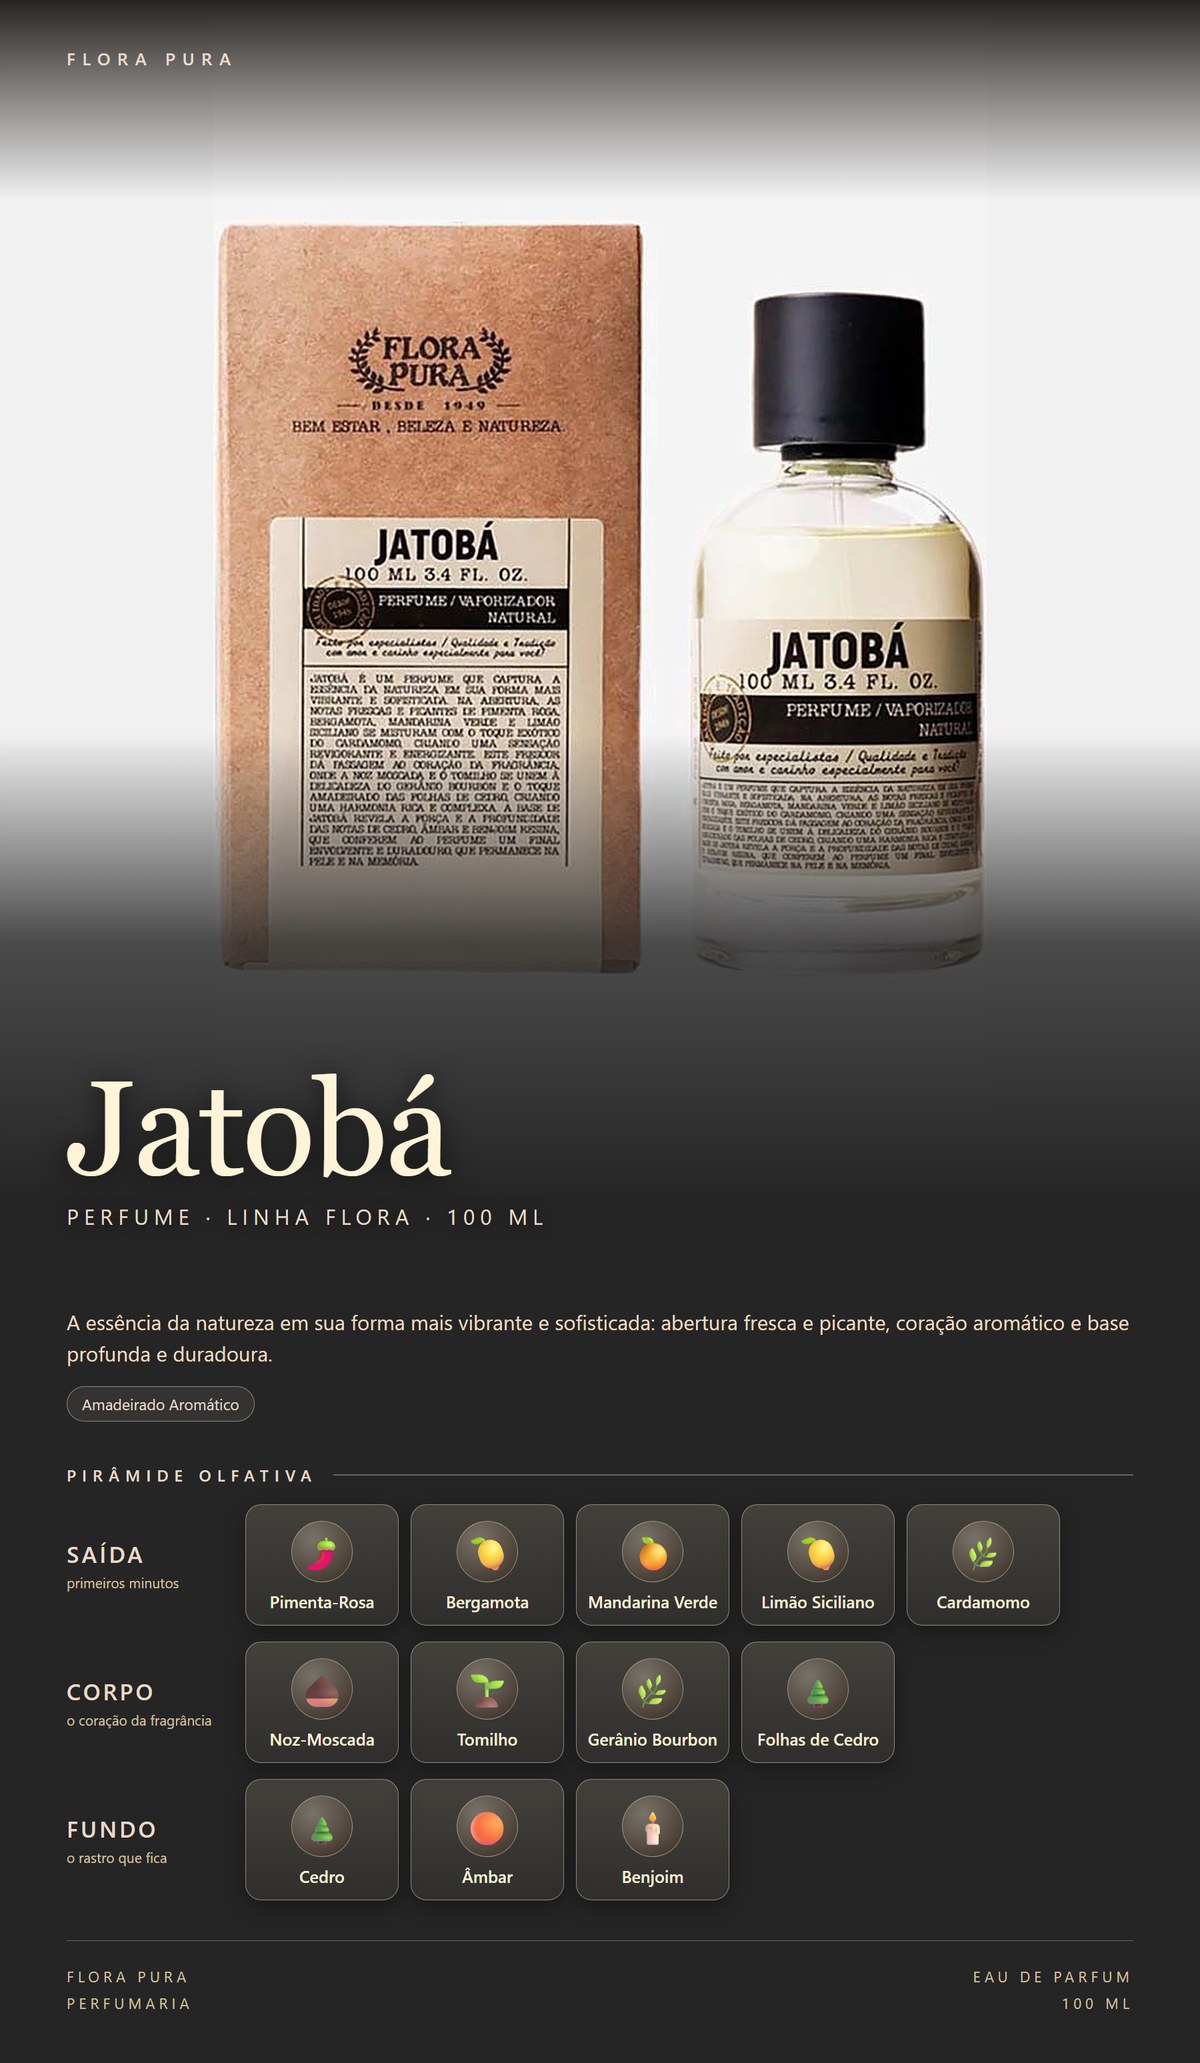 FLORA PURA
FLORA
PURA
DESDE 1949
BEM ESTAR , BELEZA E NATUREZA.
JATOBÁ
100 ML 3.4 FL. OZ.
PERFUME / VAPORIZADOR
NATURAL
Feito por especialistas / Qualidade e Tradição
com amor e carinho especialmente para você!
JATOBÁ É UM PERFUME QUE CAPTURA A
ESSÊNCIA DA NATUREZA EM SUA FORMA MAIS
VIBRANTE E SOFISTICADA. NA ABERTURA, AS
NOTAS FRESCAS E PICANTES DE PIMENTA ROSA,
BERGAMOTA, MANDARINA VERDE E LIMÃO
SICILIANO SE MISTURAM COM O TOQUE EXÓTICO
DO CARDAMOMO, CRIANDO UMA SENSAÇÃO
REVIGORANTE E ENERGIZANTE. ESTE FRESCOR
DÁ PASSAGEM AO CORAÇÃO DA FRAGRÂNCIA,
ONDE A NOZ MOSCADA E O TOMILHO SE UNEM À
DELICADEZA DO GERÂNIO BOURBON E O TOQUE
AMADEIRADO DAS FOLHAS DE CEDRO, CRIANDO
UMA HARMONIA RICA E COMPLEXA. A BASE DE
JATOBÁ REVELA A FORÇA E A PROFUNDIDADE
DAS NOTAS DE CEDRO, ÂMBAR E BENJOIM RESINA,
QUE CONFEREM AO PERFUME UM FINAL
ENVOLVENTE E DURADOURO, QUE PERMANECE NA
PELE E NA MEMÓRIA.
JATOBÁ
100 ML 3.4 FL. OZ.
PERFUME / VAPORIZADOR
NATURAL
Feito por especialistas / Qualidade e Tradição
com amor e carinho especialmente para você!
Jatobá
PERFUME · LINHA FLORA · 100 ML
A essência da natureza em sua forma mais vibrante e sofisticada: abertura fresca e picante, coração aromático e base
profunda e duradoura.
Amadeirado Aromático
PIRÂMIDE OLFATIVA
SAÍDA
primeiros minutos
Pimenta-Rosa
Bergamota
Mandarina Verde
Limão Siciliano
Cardamomo
CORPO
o coração da fragrância
Noz-Moscada
Tomilho
Gerânio Bourbon
Folhas de Cedro
FUNDO
o rastro que fica
Cedro
Âmbar
Benjoim
FLORA PURA
PERFUMARIA
EAU DE PARFUM
100 ML